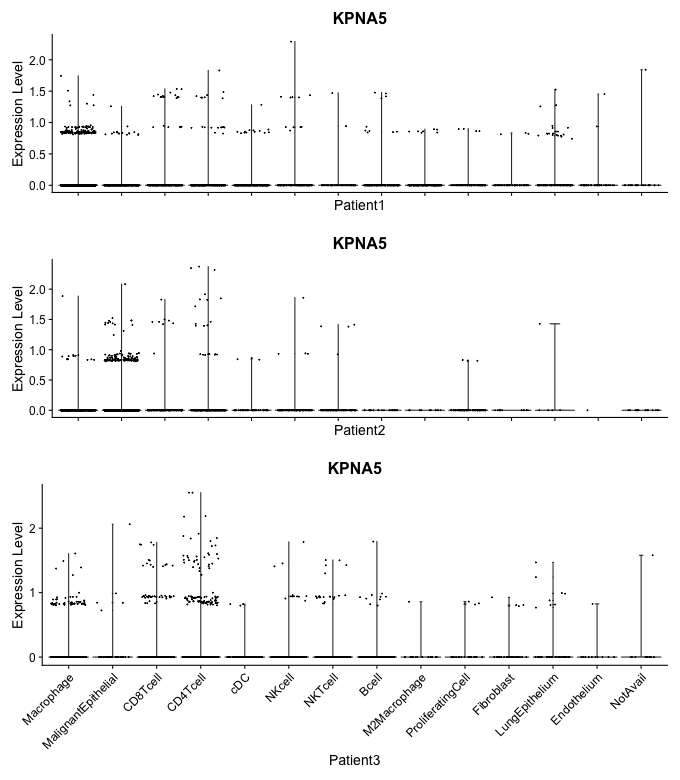 KPNA5
Expression Level
2.0
1.5
1.0
0.5
0.0
Patient1
KPNA5
Expression Level
2.0
1.5
1.0
0.5
0.0
Patient2
KPNA5
Expression Level
2
1
0
Macrophage
MalignantEpithelial
CD8Tcell
CD4Tcell
cDC
NKcell
NKTcell
Bcell
M2Macrophage
ProliferatingCell
Fibroblast
LungEpithelium
Endothelium
NotAvail
Patient3